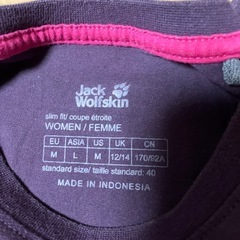 Jack
Wolfskin
slim fit/ coupe étroite
WOMEN / FEMME
EU ASIA US UK CN
M L M 12/14 170/92A
standard size/ taille standard: 40
MADE IN INDONESIA